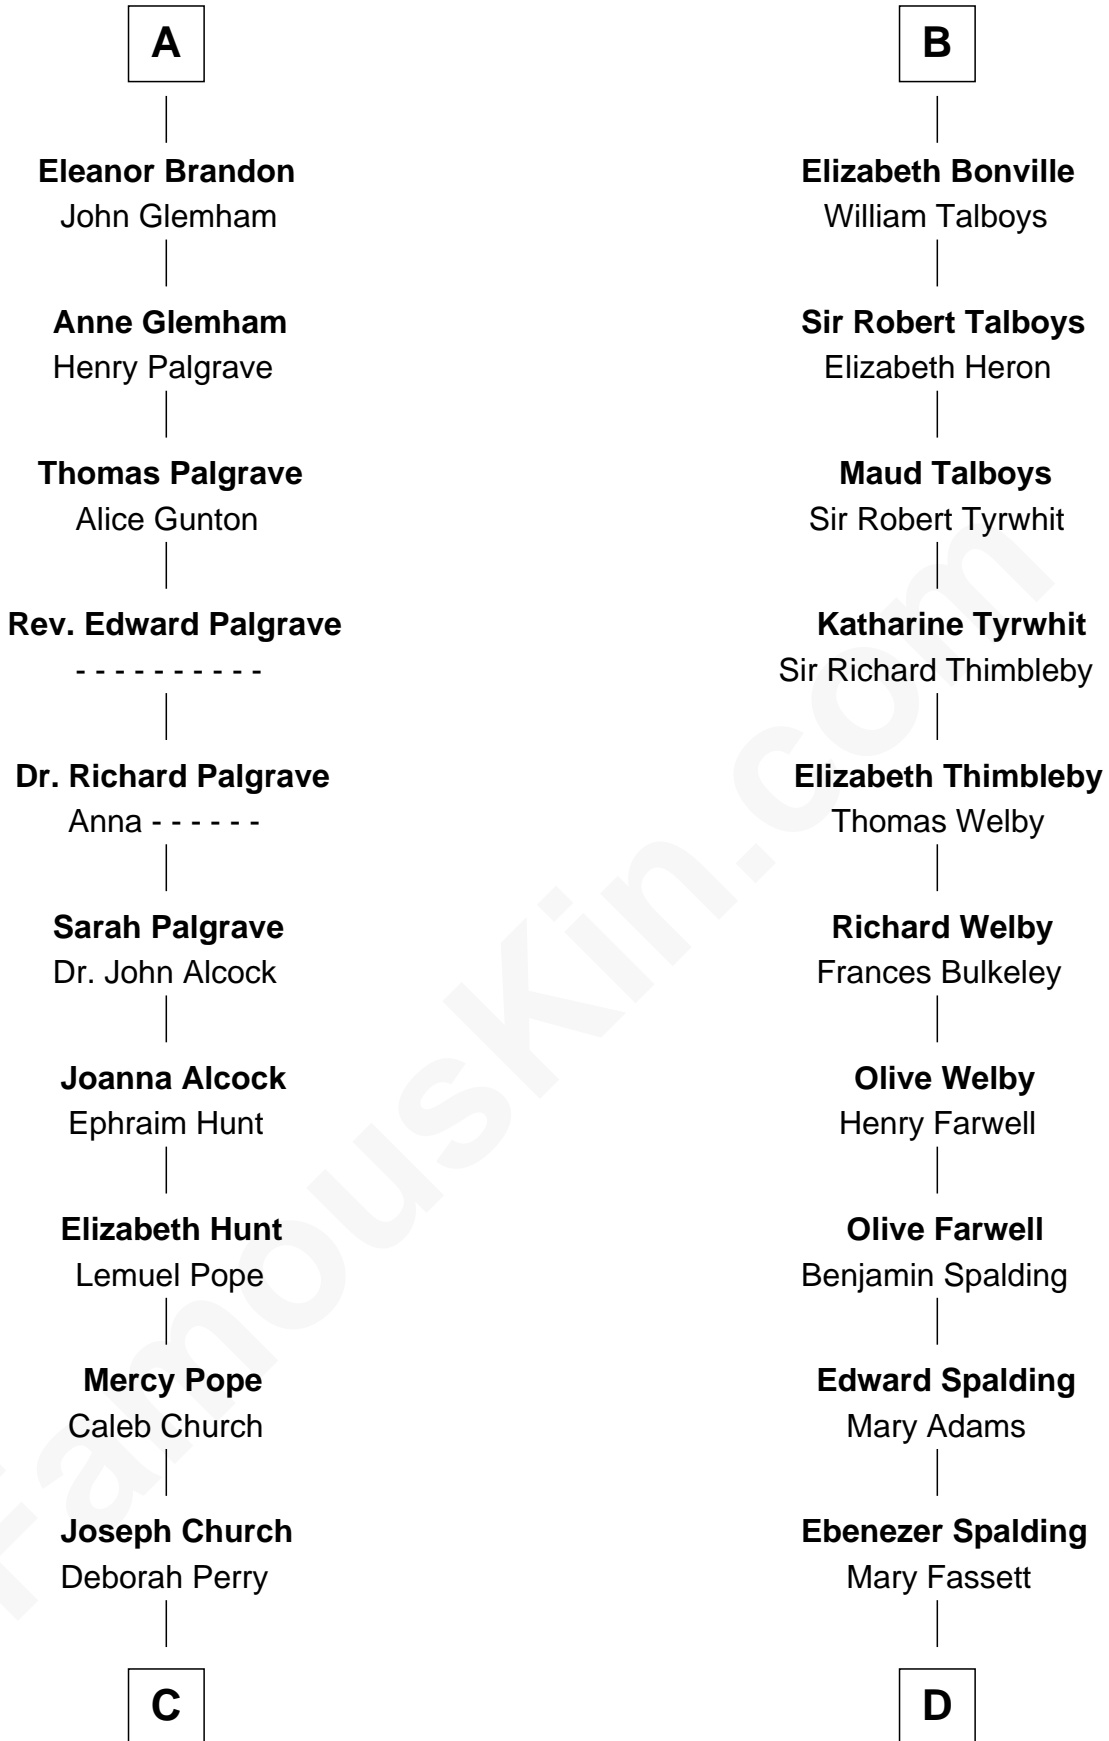 A
Eleanor Brandon
John Glemham
Anne Glemham
Henry Palgrave
Thomas Palgrave
Alice Gunton
Rev. Edward Palgrave
- - - - - - - - - -
Dr. Richard Palgrave
Anna - - - - - -
Sarah Palgrave
Dr. John Alcock
Joanna Alcock
Ephraim Hunt
Elizabeth Hunt
Lemuel Pope
Mercy Pope
Caleb Church
Joseph Church
Deborah Perry
C
B
Elizabeth Bonville
William Talboys
Sir Robert Talboys
Elizabeth Heron
Maud Talboys
Sir Robert Tyrwhit
Katharine Tyrwhit
Sir Richard Thimbleby
Elizabeth Thimbleby
Thomas Welby
Richard Welby
Frances Bulkeley
Olive Welby
Henry Farwell
Olive Farwell
Benjamin Spalding
Edward Spalding
Mary Adams
Ebenezer Spalding
Mary Fassett
D
FamousKin.com